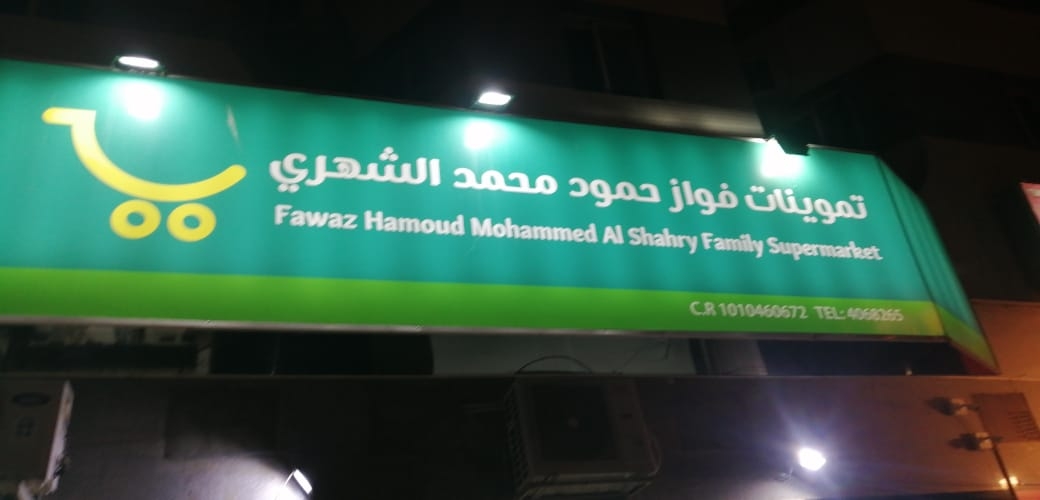 تموينات فواز حمود محمد الشهري
Fawaz Hamoud Mohammed Al Shahry Family Supermarket
C.R 1010460672 TEL: 4068265